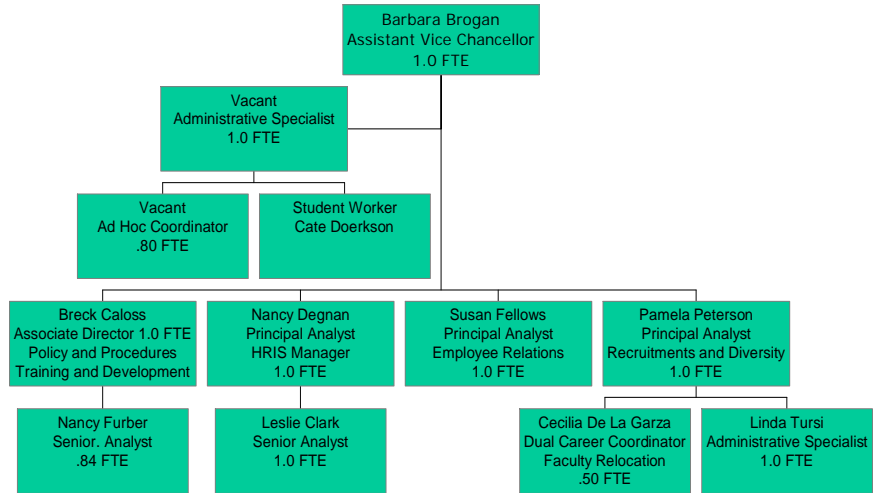 Barbara Brogan
Assistant Vice Chancellor
1.0 FTE
Vacant
Administrative Specialist
1.0 FTE
Vacant
Ad Hoc Coordinator
.80 FTE
Student Worker
Cate Doerkson
Breck Caloss
Associate Director 1.0 FTE
Policy and Procedures
Training and Development
Nancy Degnan
Principal Analyst
HRIS Manager
1.0 FTE
Susan Fellows
Principal Analyst
Employee Relations
1.0 FTE
Pamela Peterson
Principal Analyst
Recruitments and Diversity
1.0 FTE
Nancy Furber
Senior. Analyst
.84 FTE
Leslie Clark
Senior Analyst
1.0 FTE
Cecilia De La Garza
Dual Career Coordinator
Faculty Relocation
.50 FTE
Linda Tursi
Administrative Specialist
1.0 FTE